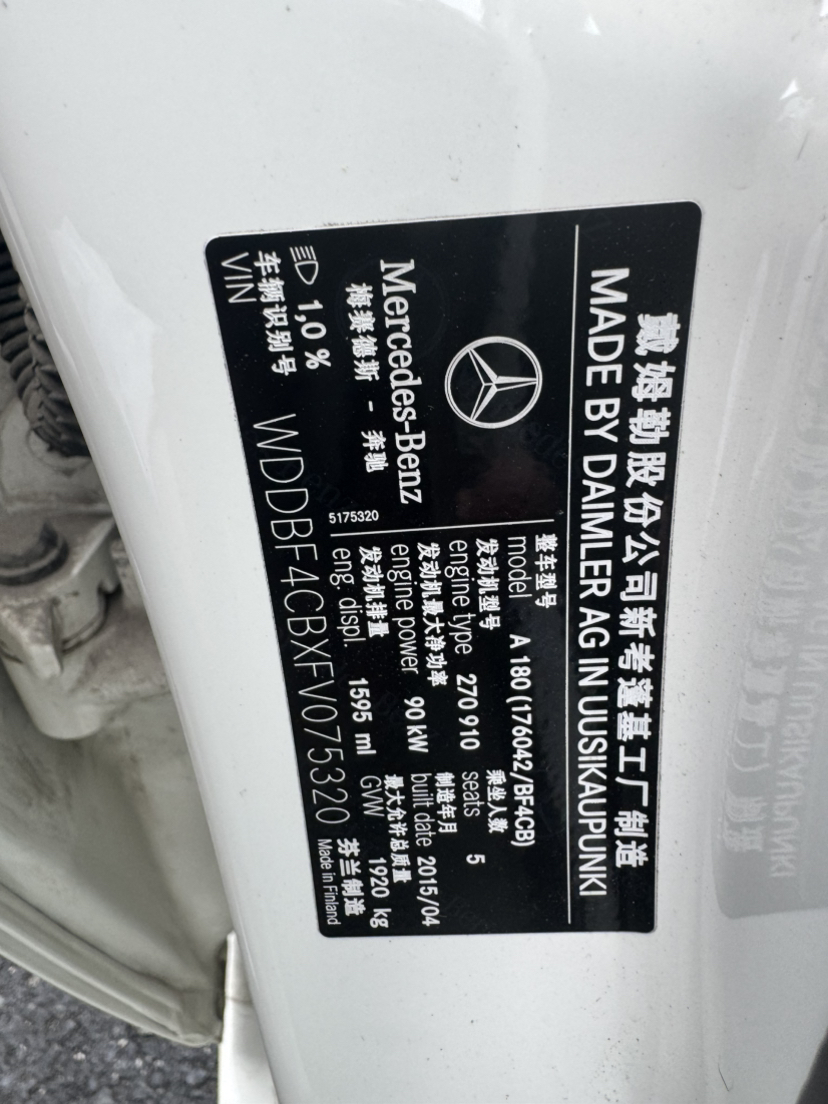 戴姆勒股份公司新考蓬基工厂制造
MADE BY DAIMLER AG IN UUSIKAUPUNKI
Mercedes-Benz
梅赛德斯 - 奔驰
1,0 %
5175320
整车型号
model A 180 (176042/BF4CB)
发动机型号 乘坐人数
engine type 270 910 seats 5
发动机最大净功率 制造年月
engine power 90 kW built date 2015/04
发动机排量 最大允许总质量
eng. displ. 1595 ml GVW 1920 kg
车辆识别号
VIN WDDBF4CBXFV075320
芬兰制造
Made in Finland